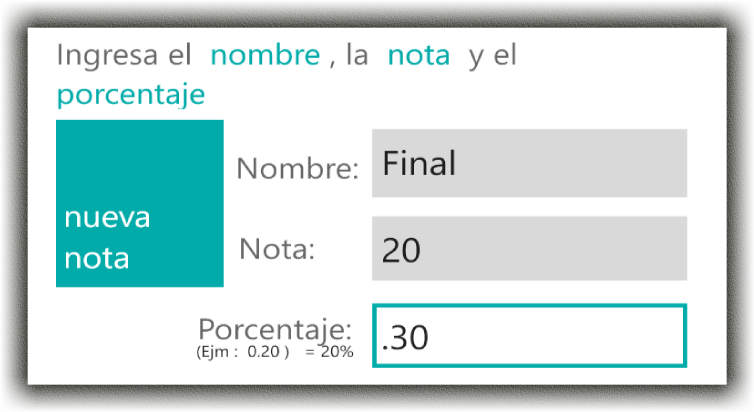 Ingresa el nombre , la nota y el
porcentaje
nueva
nota
Nombre: Final
Nota: 20
Porcentaje: .30
(Ejm : 0.20 ) = 20%